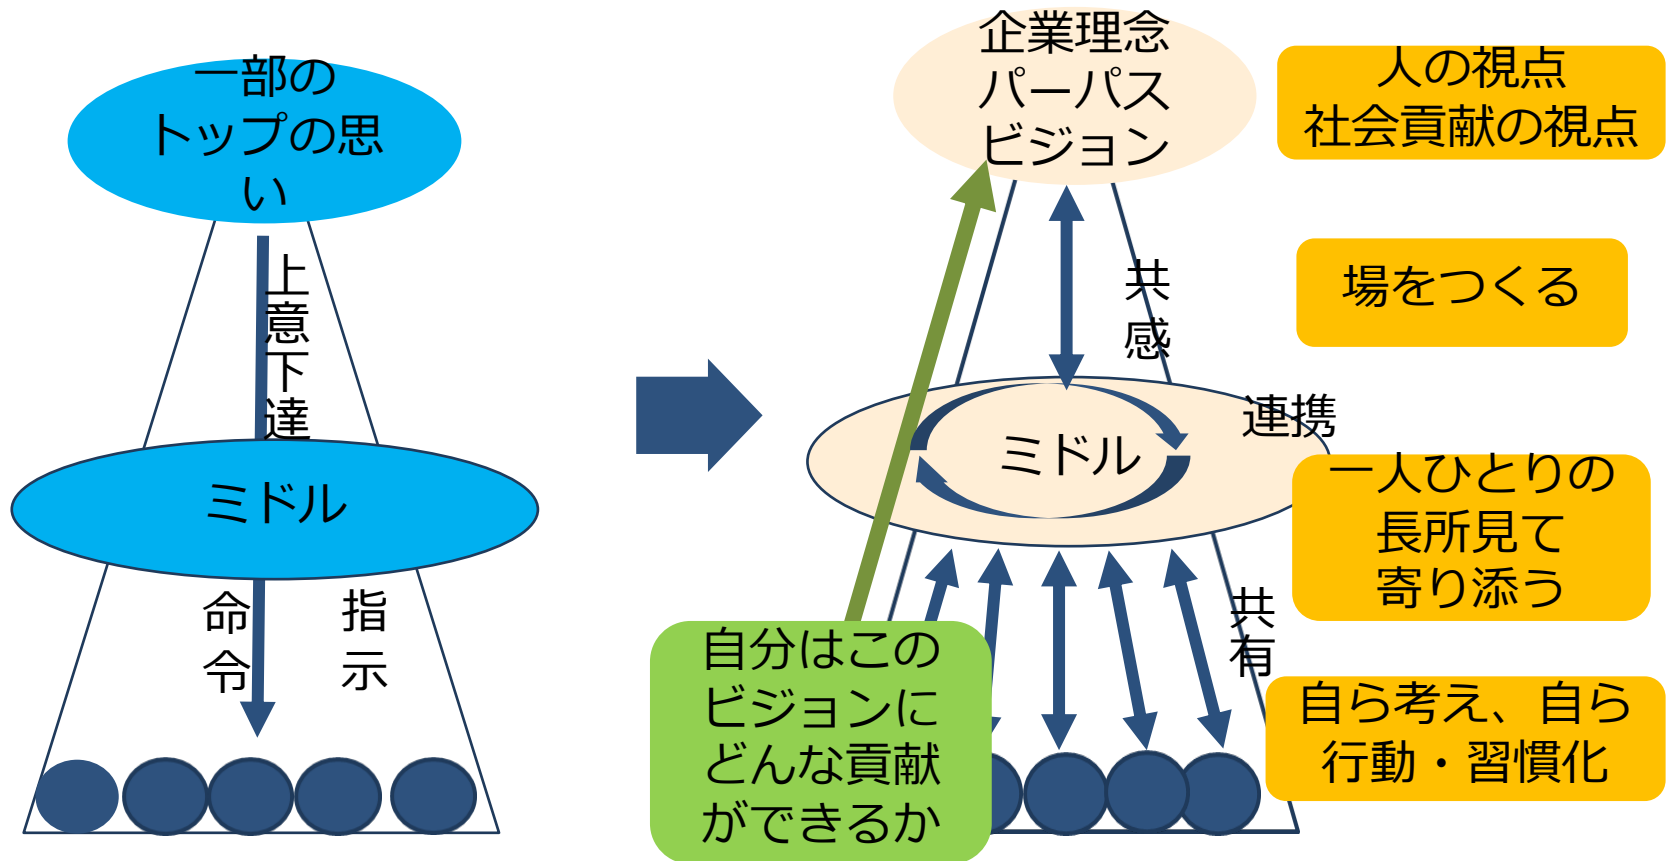 一部の
トップの思
い
上意下達
ミドル
命令
指示
企業理念
パーパス
ビジョン
共感
ミドル
連携
共有
自分はこの
ビジョンに
どんな貢献
ができるか
人の視点
社会貢献の視点
場をつくる
一人ひとりの
長所見て
寄り添う
自ら考え、自ら
行動・習慣化